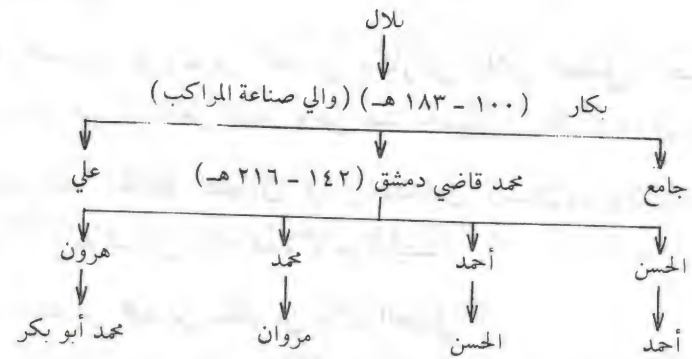 بلال
بكار (١٠٠ - ١٨٣ هـ) (والي صناعة المراكب)
جامع محمد قاضي دمشق (١٤٢ - ٢١٦ هـ) علي
الحسن أحمد محمد هرون
أحمد الحسن مروان محمد أبو بكر